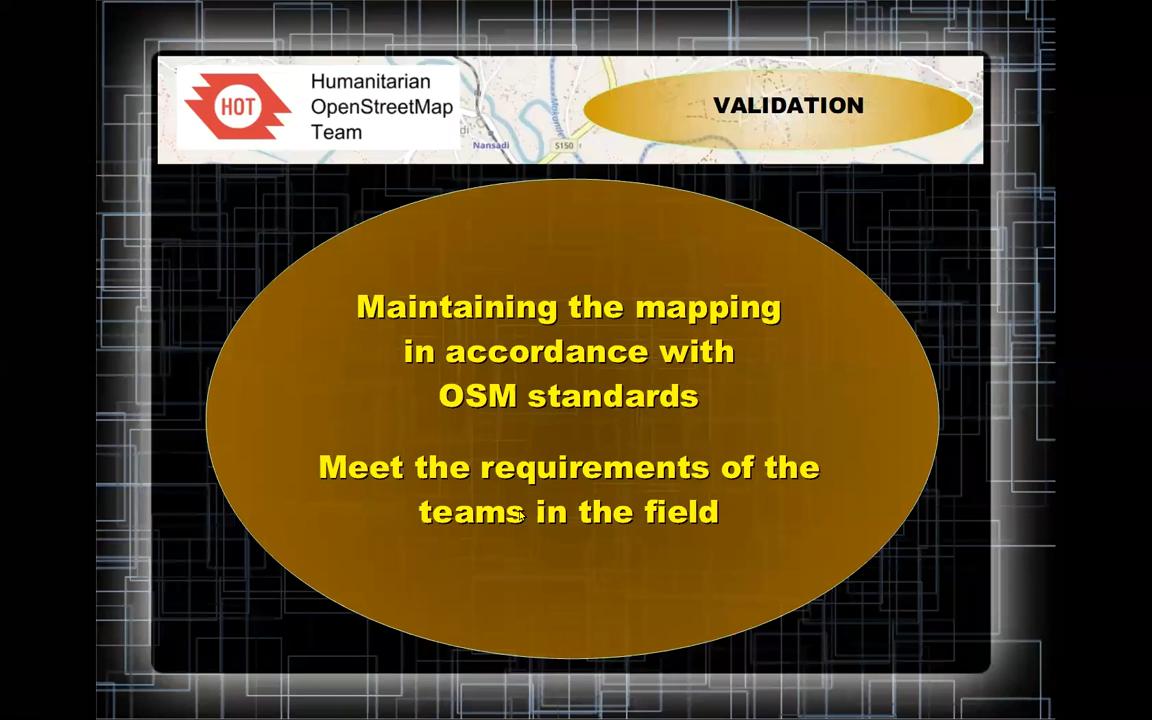 HOT
Humanitarian
OpenStreetMap
Team
Nansadi
S150
VALIDATION
Maintaining the mapping
in accordance with
OSM standards
Meet the requirements of the
teams in the field